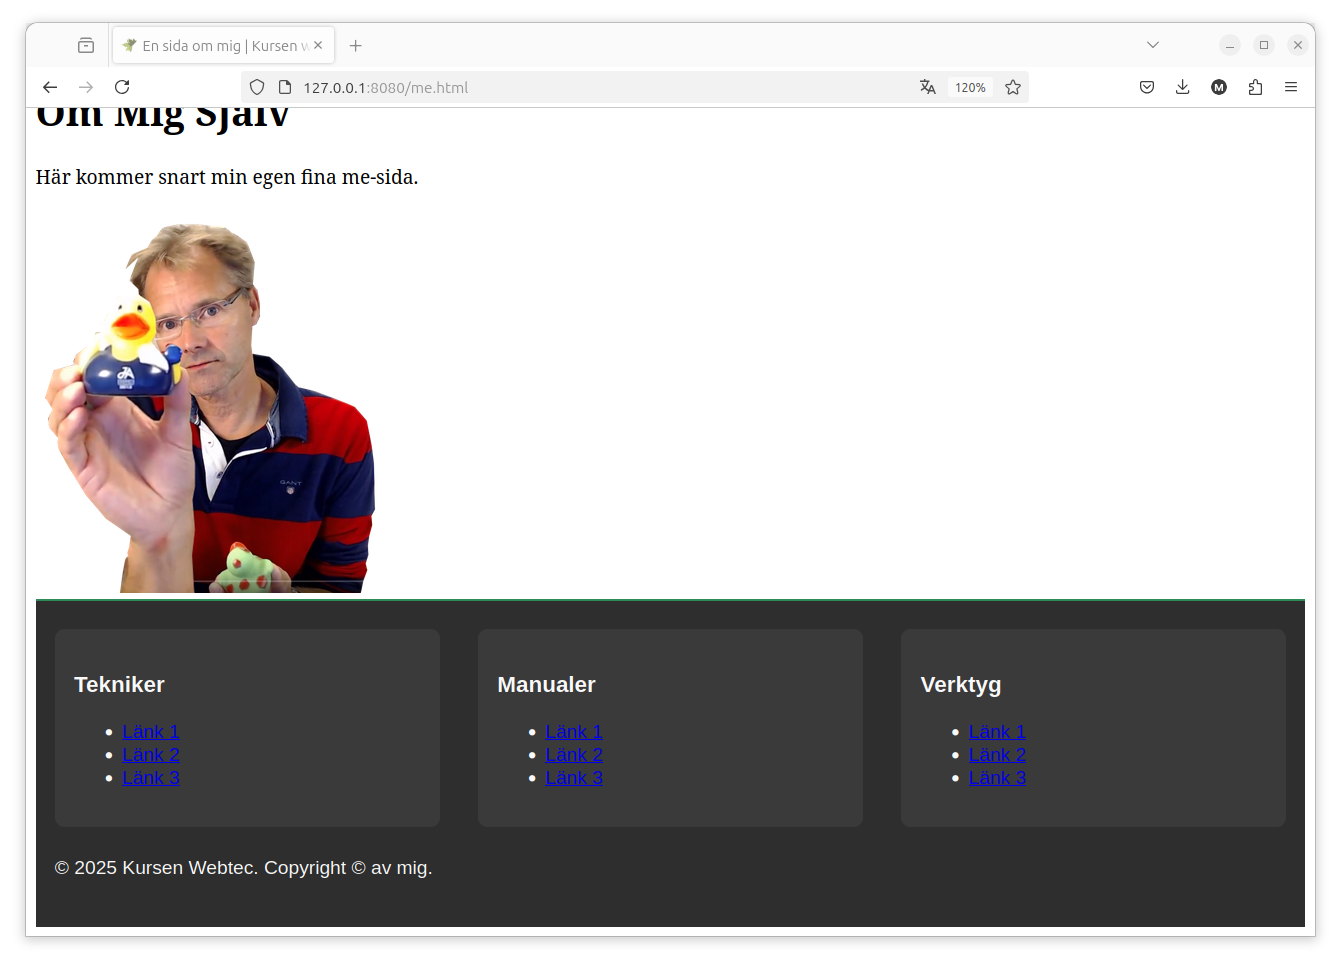 En sida om mig | Kursen w
127.0.0.1:8080/me.html
120%
M
Om Mig Själv
Här kommer snart min egen fina me-sida.
GANT
Tekniker
Länk 1
Länk 2
Länk 3
Manualer
Länk 1
Länk 2
Länk 3
Verktyg
Länk 1
Länk 2
Länk 3
© 2025 Kursen Webtec. Copyright © av mig.